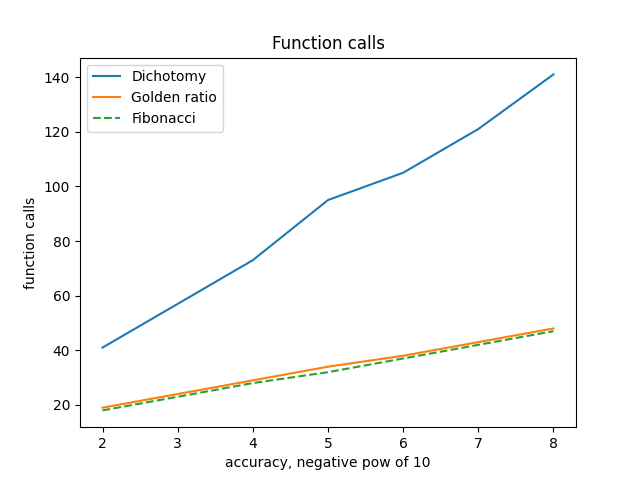 Function calls
Dichotomy
Golden ratio
Fibonacci
140
120
100
80
60
40
20
function calls
2 3 4 5 6 7 8
accuracy, negative pow of 10